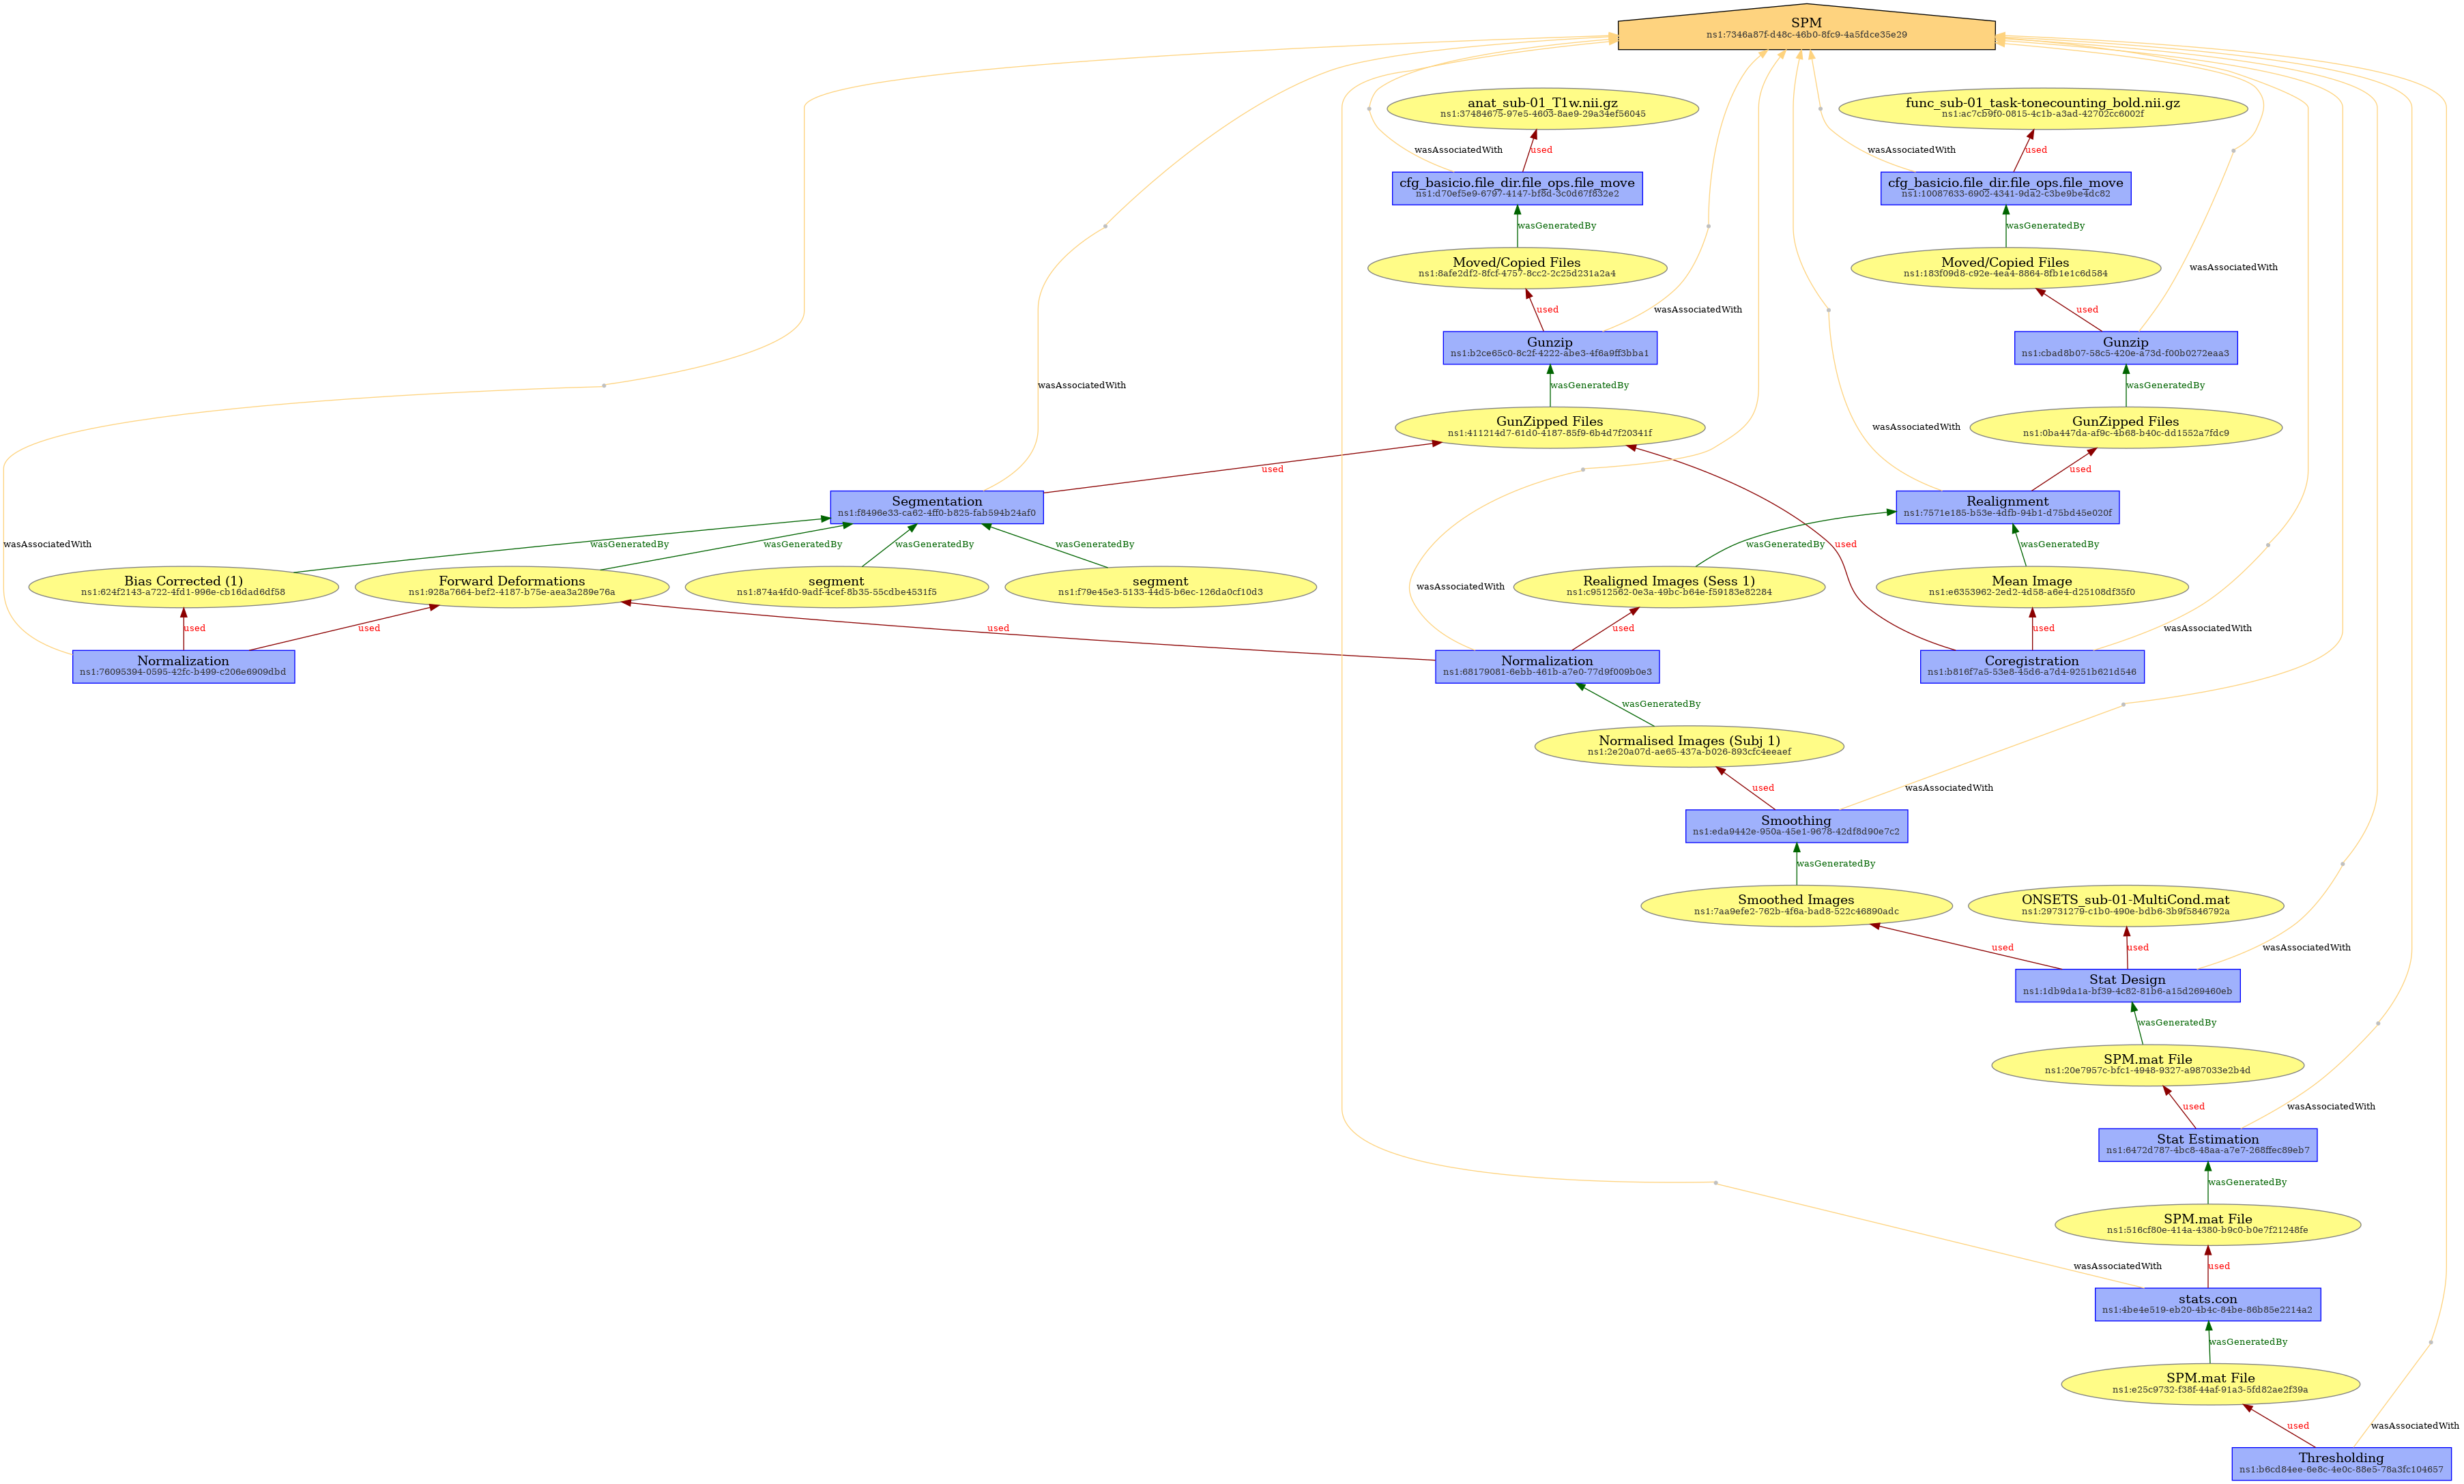 SPM
ns1:7346a87f-d48c-46b0-8fc9-4a5fdce35e29
anat_sub-01_T1w.nii.gz
ns1:37484675-97e5-4603-8ae9-29a34ef56045
func_sub-01_task-tonecounting_bold.nii.gz
ns1:ac7cb9f0-0815-4c1b-a3ad-42702cc6002f
wasAssociatedWith
used
wasAssociatedWith
used
cfg_basicio.file_dir.file_ops.file_move
ns1:d70ef5e9-6797-4147-bf8d-3c0d67f832e2
cfg_basicio.file_dir.file_ops.file_move
ns1:10087633-6902-4341-9da2-c3be9be4dc82
wasGeneratedBy
wasGeneratedBy
Moved/Copied Files
ns1:8afe2df2-8fcf-4757-8cc2-2c25d231a2a4
Moved/Copied Files
ns1:183f09d8-c92e-4ea4-8864-8fb1e1c6d584
wasAssociatedWith
used
wasAssociatedWith
used
Gunzip
ns1:b2ce65c0-8c2f-4222-abe3-4f6a9ff3bba1
Gunzip
ns1:cbad8b07-58c5-420e-a73d-f00b0272eaa3
wasAssociatedWith
wasGeneratedBy
wasGeneratedBy
GunZipped Files
ns1:411214d7-61d0-4187-85f9-6b4d7f20341f
wasAssociatedWith
GunZipped Files
ns1:0ba447da-af9c-4b68-b40c-dd1552a7fdc9
used
used
Segmentation
ns1:f8496e33-ca62-4ff0-b825-fab594b24af0
Realignment
ns1:7571e185-b53e-4dfb-94b1-d75bd45e020f
wasAssociatedWith
wasGeneratedBy
wasGeneratedBy
wasGeneratedBy
wasGeneratedBy
wasGeneratedBy
used
wasGeneratedBy
Bias Corrected (1)
ns1:624f2143-a722-4fd1-996e-cb16dad6df58
Forward Deformations
ns1:928a7664-bef2-4187-b75e-aea3a289e76a
segment
ns1:874a4fd0-9adf-4cef-8b35-55cdbe4531f5
segment
ns1:f79e45e3-5133-44d5-b6ec-126da0cf10d3
wasAssociatedWith
Realigned Images (Sess 1)
ns1:c9512562-0e3a-49bc-b64e-f59183e82284
Mean Image
ns1:e6353962-2ed2-4d58-a6e4-d25108df35f0
used
used
used
used
used
wasAssociatedWith
Normalization
ns1:76095394-0595-42fc-b499-c206e6909dbd
Normalization
ns1:68179081-6ebb-461b-a7e0-77d9f009b0e3
Coregistration
ns1:b816f7a5-53e8-45d6-a7d4-9251b621d546
wasGeneratedBy
Normalised Images (Subj 1)
ns1:2e20a07d-ae65-437a-b026-893cfc4eeaef
used
wasAssociatedWith
Smoothing
ns1:eda9442e-950a-45e1-9678-42df8d90e7c2
wasGeneratedBy
Smoothed Images
ns1:7aa9efe2-762b-4f6a-bad8-522c46890adc
ONSETS_sub-01-MultiCond.mat
ns1:29731279-c1b0-490e-bdb6-3b9f5846792a
used
used
wasAssociatedWith
Stat Design
ns1:1db9da1a-bf39-4c82-81b6-a15d269460eb
wasGeneratedBy
SPM.mat File
ns1:20e7957c-bfc1-4948-9327-a987033e2b4d
used
wasAssociatedWith
Stat Estimation
ns1:6472d787-4bc8-48aa-a7e7-268ffec89eb7
wasGeneratedBy
SPM.mat File
ns1:516cf80e-414a-4380-b9c0-b0e7f21248fe
wasAssociatedWith
used
stats.con
ns1:4be4e519-eb20-4b4c-84be-86b85e2214a2
wasGeneratedBy
SPM.mat File
ns1:e25c9732-f38f-44af-91a3-5fd82ae2f39a
used
wasAssociatedWith
Thresholding
ns1:b6cd84ee-6e8c-4e0c-88e5-78a3fc104657